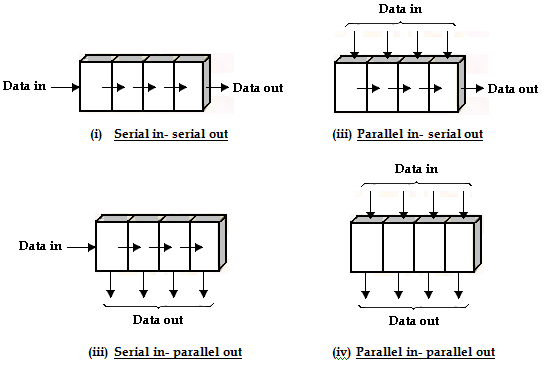 Data in
Data in
Data out
Data out
(i) Serial in- serial out
(iii) Parallel in- serial out
Data in
Data in
Data out
Data out
(iii) Serial in- parallel out
(iv) Parallel in- parallel out